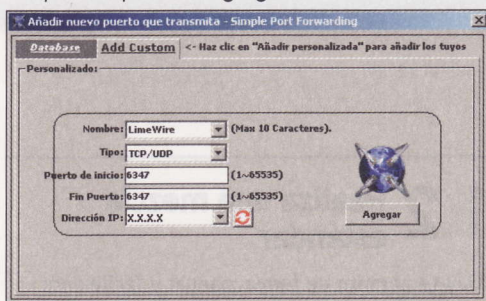 Añadir nuevo puerto que transmita - Simple Port Forwarding
Database Add Custom <- Haz clic en "Añadir personalizada" para añadir los tuyos
Personalizado:
Nombre: LimeWire (Max 10 Caracteres).
Tipo: TCP/UDP
Puerto de inicio: 6347 (1~65535)
Fin Puerto: 6347 (1~65535)
Dirección IP: X.X.X.X
Agregar